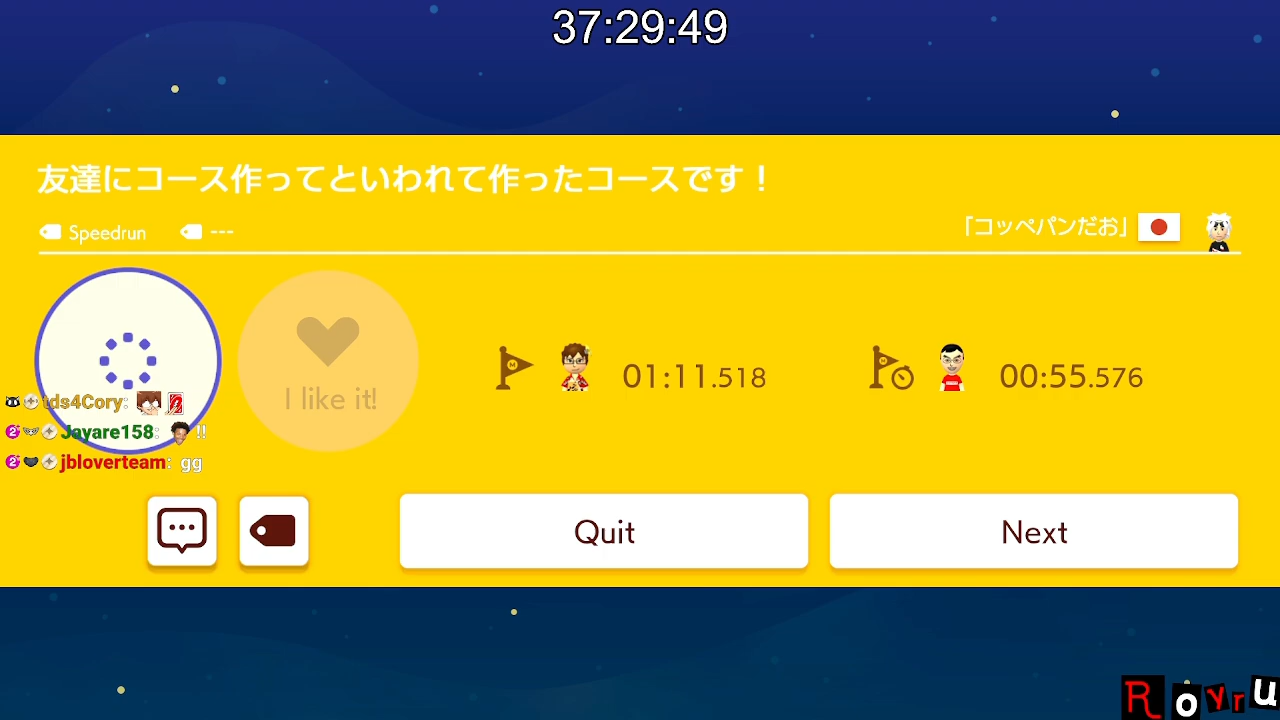 37:29:49
友達にコース作ってといわれて作ったコースです！
Speedrun ---
「コッペパンだお」
I like it!
M 01:11.518
M 00:55.576
tds4Cory:
Jayare158: !!
jbloverteam: gg
Quit
Next
Royru